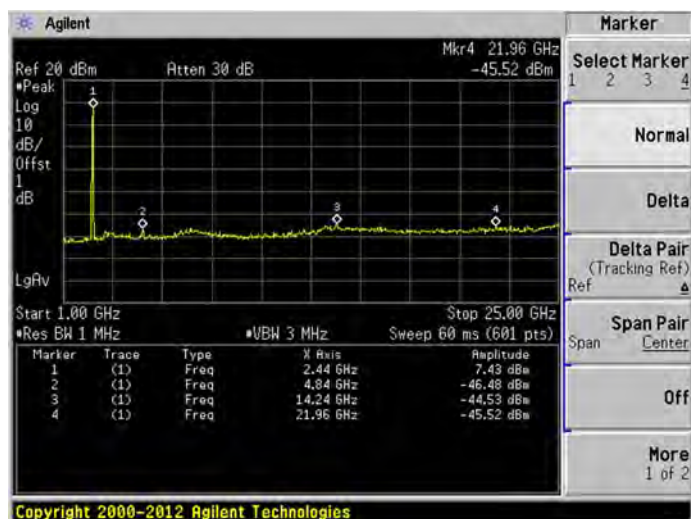 Agilent
Marker
Mkr4 21.96 GHz
Ref 20 dBm Atten 30 dB -45.52 dBm
Select Marker
1 2 3 4
Peak
Log
10
dB/
Offst
1
dB
LgAv
1
2
3
4
Normal
Delta
Delta Pair
(Tracking Ref)
Ref Δ
Span Pair
Span Center
Off
More
1 of 2
Start 1.00 GHz Stop 25.00 GHz
Res BW 1 MHz VBW 3 MHz Sweep 60 ms (601 pts)
Marker Trace Type X Axis Amplitude
1 (1) Freq 2.44 GHz 7.43 dBm
2 (1) Freq 4.84 GHz -46.48 dBm
3 (1) Freq 14.24 GHz -44.53 dBm
4 (1) Freq 21.96 GHz -45.52 dBm
Copyright 2000-2012 Agilent Technologies